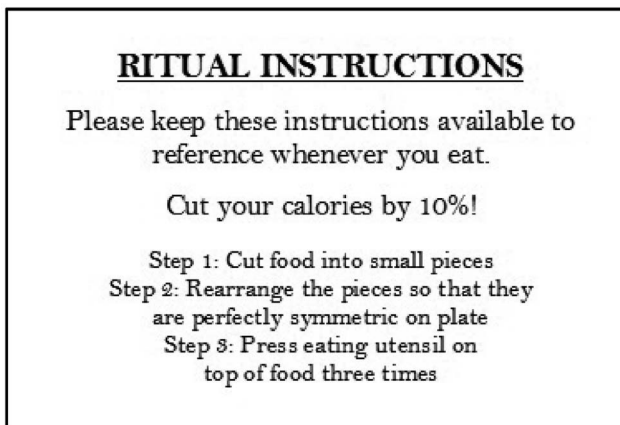 RITUAL INSTRUCTIONS
Please keep these instructions available to
reference whenever you eat.
Cut your calories by 10%!
Step 1: Cut food into small pieces
Step 2: Rearrange the pieces so that they
are perfectly symmetric on plate
Step 3: Press eating utensil on
top of food three times